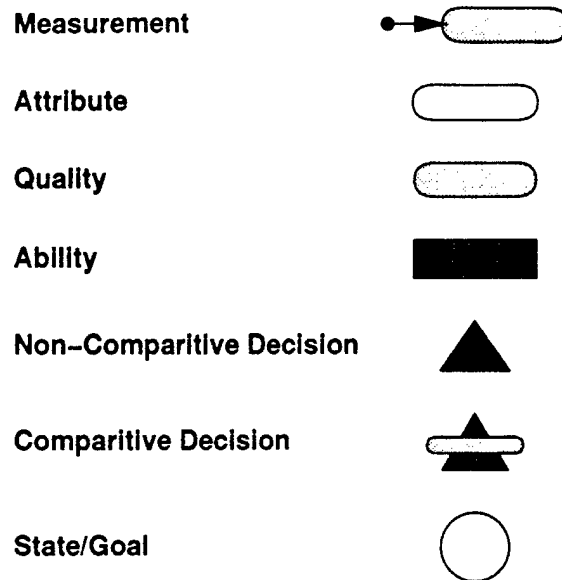 Measurement
Attribute
Quality
Ability
Non-Comparitive Decision
Comparitive Decision
State/Goal